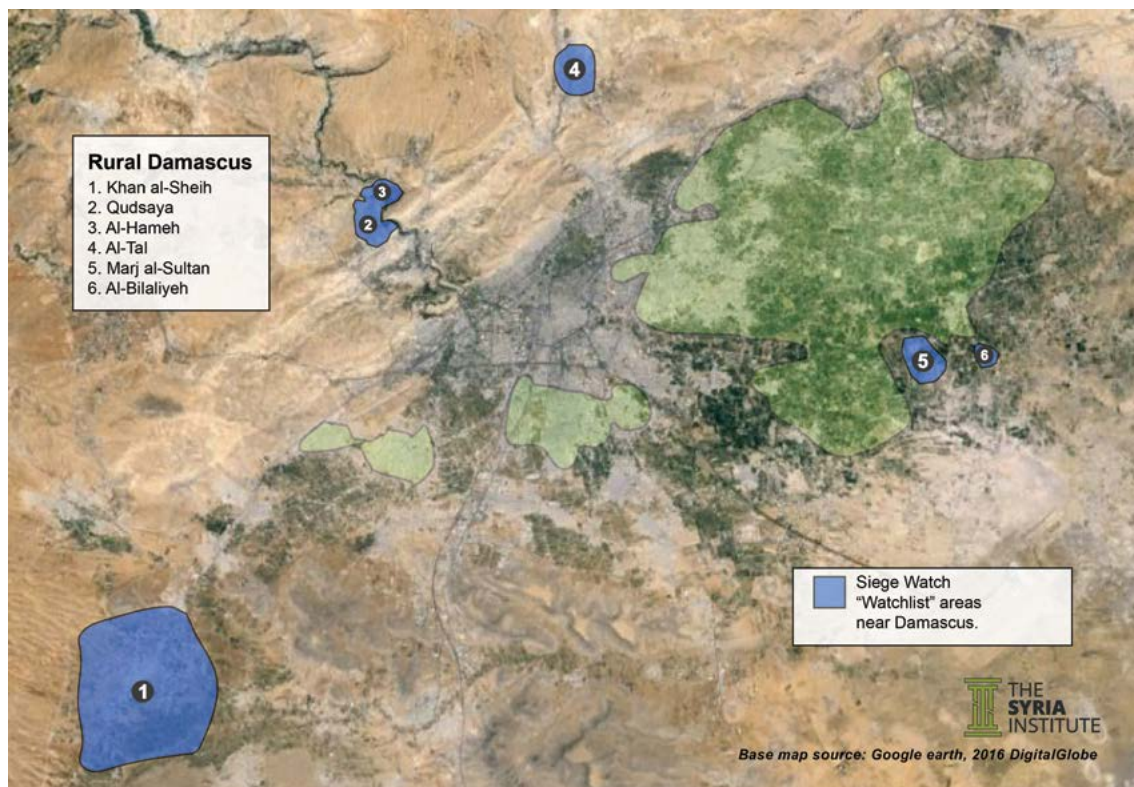 4
Rural Damascus
1. Khan al-Sheih
2. Qudsaya
3. Al-Hameh
4. Al-Tal
5. Marj al-Sultan
6. Al-Bilaliyeh
3
2
5
6
Siege Watch
“Watchlist” areas
near Damascus.
1
THE
SYRIA
INSTITUTE
Base map source: Google earth, 2016 DigitalGlobe